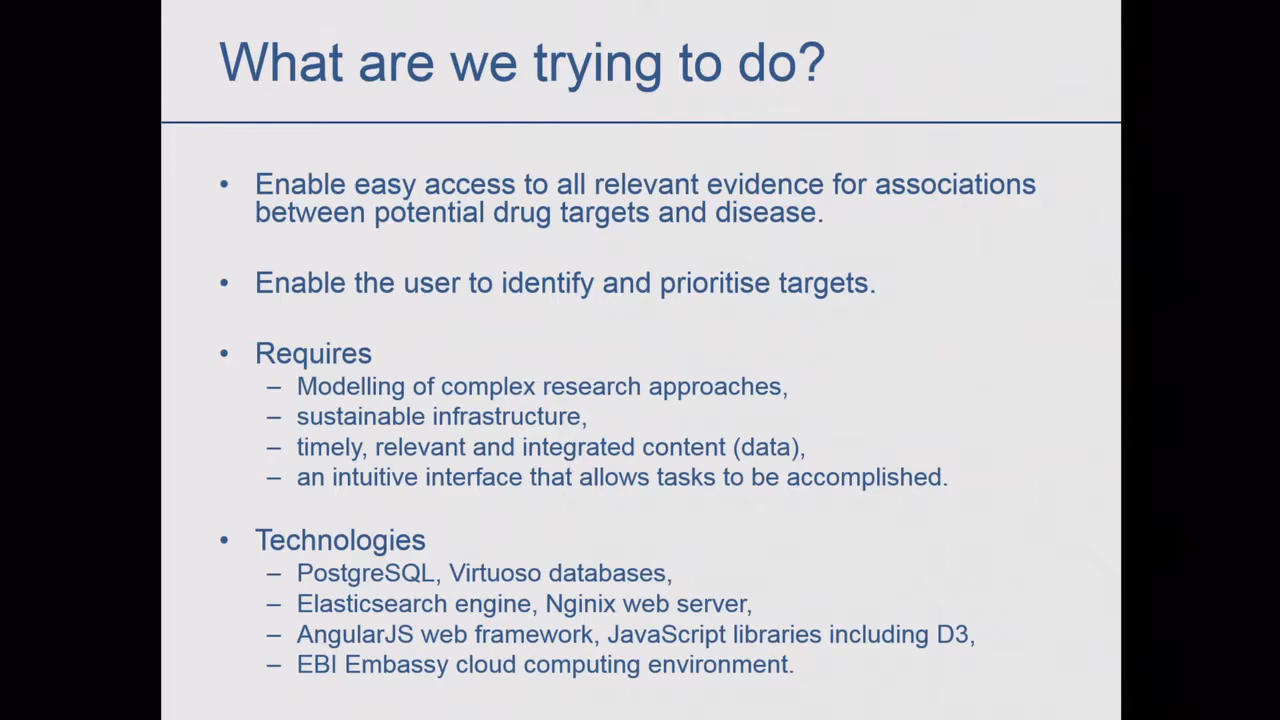 What are we trying to do?
• Enable easy access to all relevant evidence for associations
between potential drug targets and disease.
• Enable the user to identify and prioritise targets.
• Requires
– Modelling of complex research approaches,
– sustainable infrastructure,
– timely, relevant and integrated content (data),
– an intuitive interface that allows tasks to be accomplished.
• Technologies
– PostgreSQL, Virtuoso databases,
– Elasticsearch engine, Nginix web server,
– AngularJS web framework, JavaScript libraries including D3,
– EBI Embassy cloud computing environment.